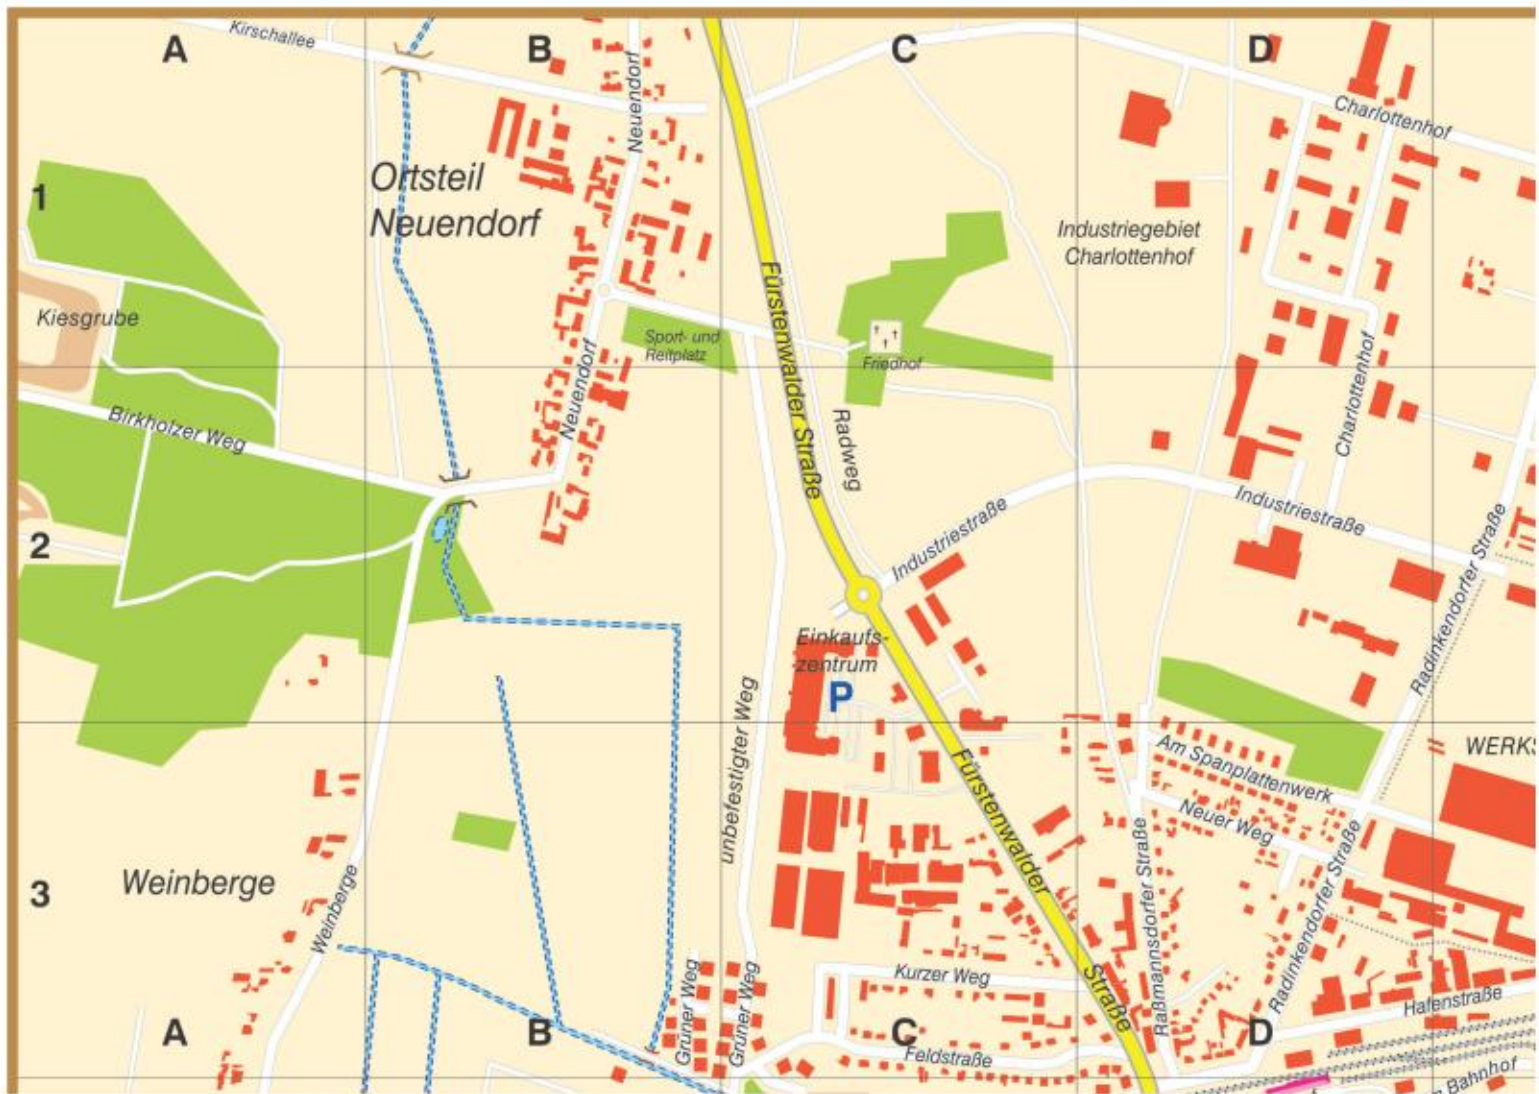 Kirschallee
A
B
C
D
Neuendorf
Charlottenhof
1
Ortsteil
Neuendorf
Industriegebiet
Charlottenhof
Fürstenwalder Straße
Kiesgrube
Sport- und
Reitplatz
Friedhof
Neuendorf
Charlottenhof
Birkholzer Weg
Radweg
2
Industriestraße
Industriestraße
Radinkendorfer Straße
Einkaufs-
zentrum
P
unbefestigter Weg
Fürstenwalder
Straße
Am Spanplattenwerk
WERKS
Neuer Weg
3
Weinberge
Weinberge
Raßmannsdorfer Straße
Radinkendorfer Straße
Grüner Weg
Grüner Weg
Kurzer Weg
Hafenstraße
A
B
C
D
Feldstraße
Bahnhof